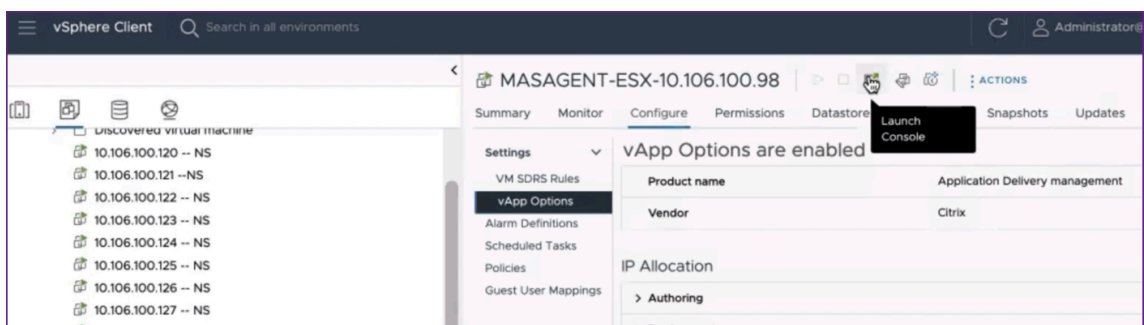 vSphere Client
Search in all environments
Administrator@
Discovered virtual machine
10.106.100.120 -- NS
10.106.100.121 --NS
10.106.100.122 -- NS
10.106.100.123 -- NS
10.106.100.124 -- NS
10.106.100.125 -- NS
10.106.100.126 -- NS
10.106.100.127 -- NS
MASAGENT-ESX-10.106.100.98
ACTIONS
Summary Monitor Configure Permissions Datastore Snapshots Updates
Launch
Console
Settings
VM SDRS Rules
vApp Options
Alarm Definitions
Scheduled Tasks
Policies
Guest User Mappings
vApp Options are enabled
Product name Application Delivery management
Vendor Citrix
IP Allocation
Authoring